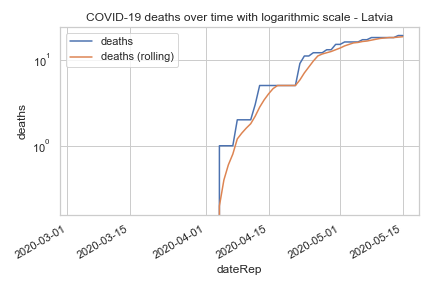 COVID-19 deaths over time with logarithmic scale - Latvia
deaths
deaths (rolling)
10¹
10⁰
deaths
2020-03-01
2020-03-15
2020-04-01
2020-04-15
2020-05-01
2020-05-15
dateRep